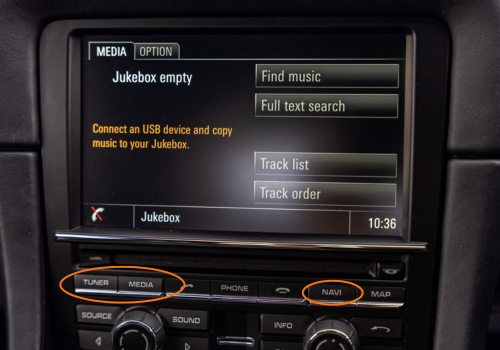 MEDIA OPTION
Jukebox empty
Find music
Full text search
Connect an USB device and copy
music to your Jukebox.
Track list
Track order
Jukebox 10:36
TUNER MEDIA PHONE NAVI MAP
SOURCE SOUND INFO